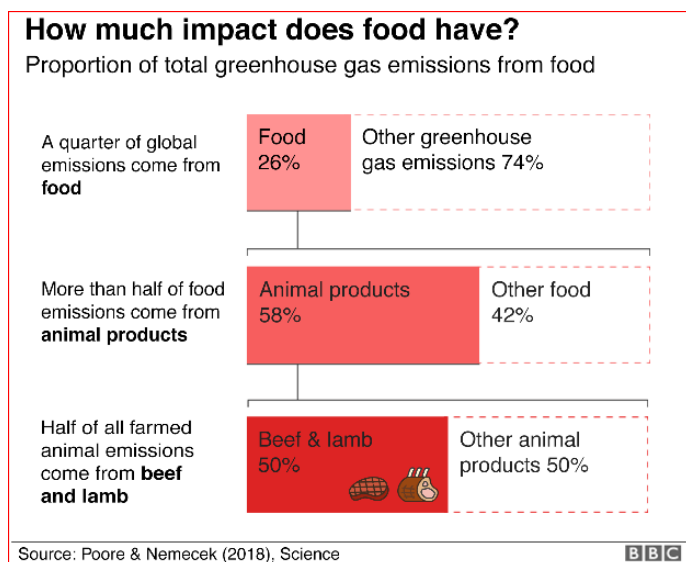 How much impact does food have?
Proportion of total greenhouse gas emissions from food
A quarter of global
emissions come from
food
Food
26%
Other greenhouse
gas emissions 74%
More than half of food
emissions come from
animal products
Animal products
58%
Other food
42%
Half of all farmed
animal emissions
come from beef
and lamb
Beef & lamb
50%
Other animal
products 50%
Source: Poore & Nemecek (2018), Science
BBC